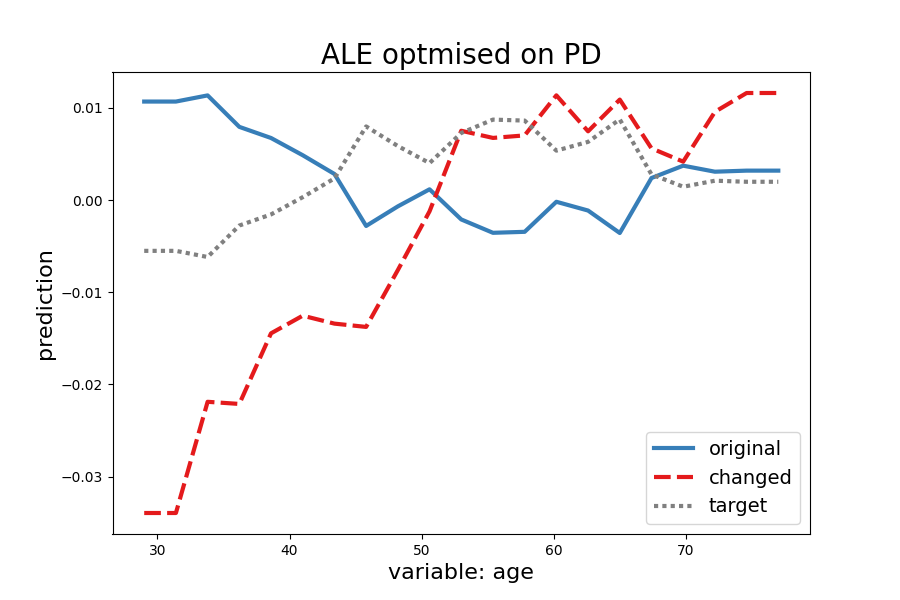 ALE optmised on PD
0.01
0.00
−0.01
−0.02
−0.03
prediction
30 40 50 60 70
variable: age
original
changed
target